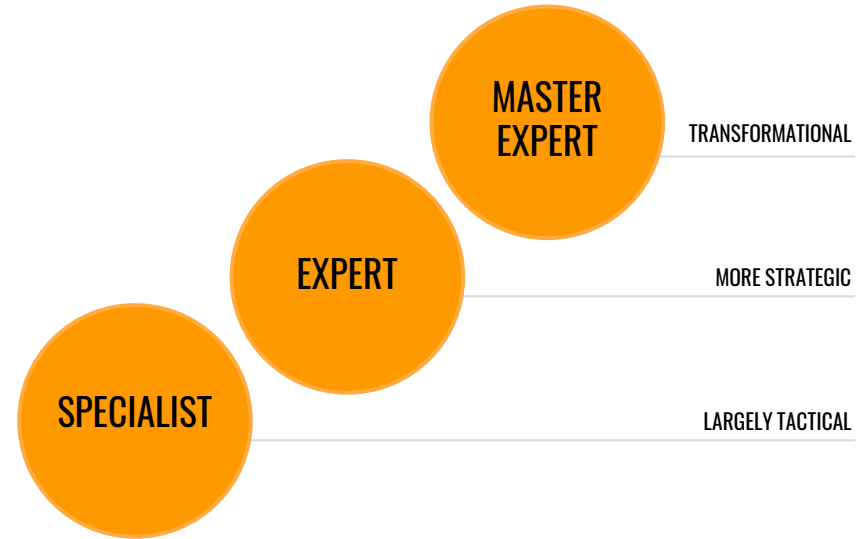 MASTER
EXPERT
TRANSFORMATIONAL
EXPERT
MORE STRATEGIC
SPECIALIST
LARGELY TACTICAL